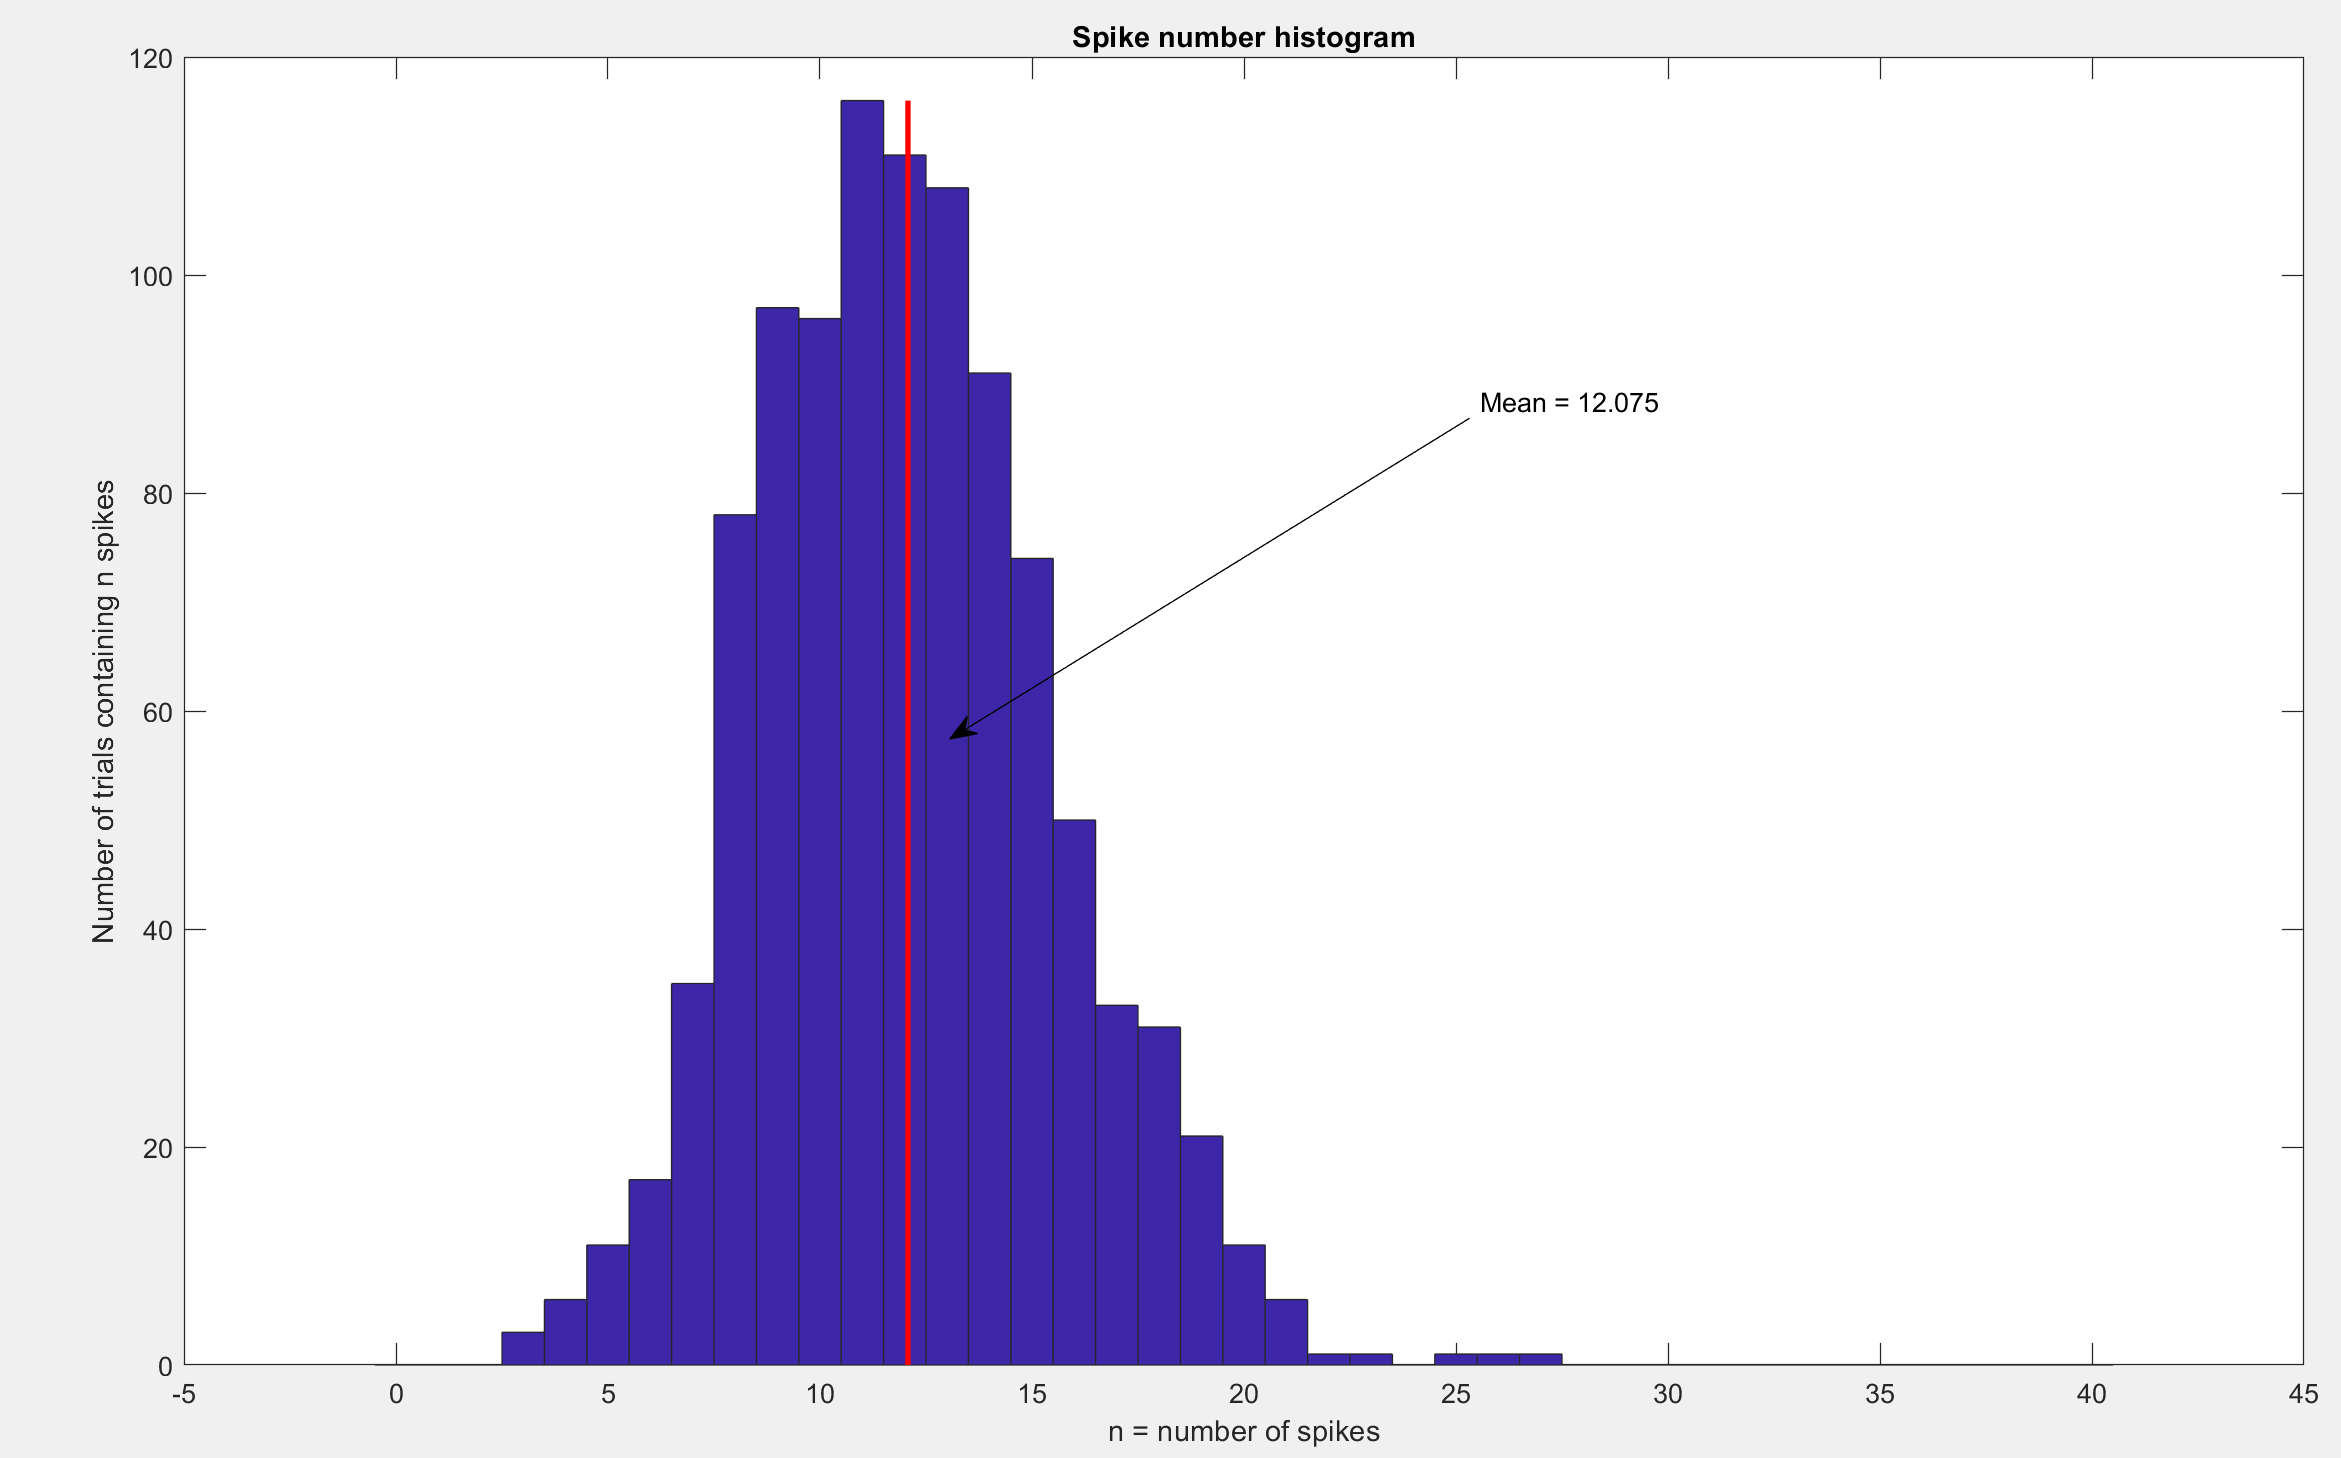 Spike number histogram
120
100
80
60
40
20
0
Number of trials containing n spikes
Mean = 12.075
-5 0 5 10 15 20 25 30 35 40 45
n = number of spikes